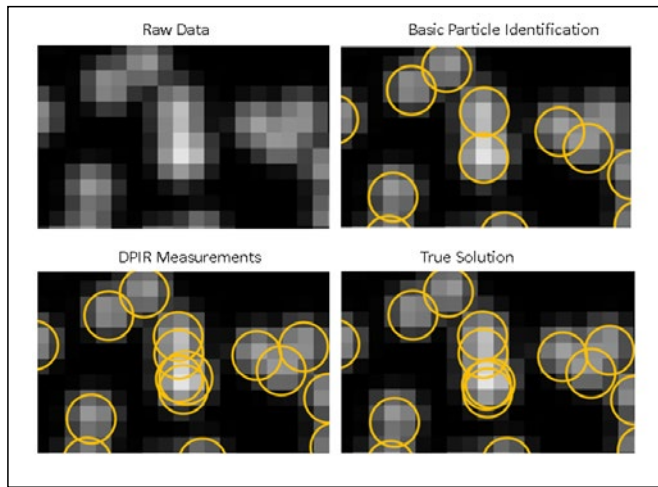 Raw Data
Basic Particle Identification
DPIR Measurements
True Solution